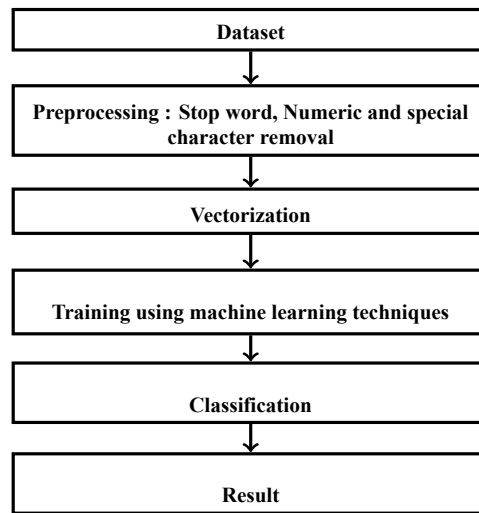 Dataset
Preprocessing : Stop word, Numeric and special
character removal
Vectorization
Training using machine learning techniques
Classification
Result